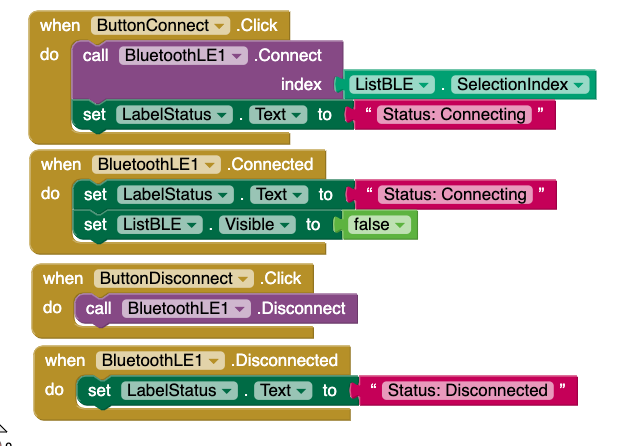 when ButtonConnect .Click
do call BluetoothLE1 .Connect
index ListBLE . SelectionIndex
set LabelStatus . Text to “ Status: Connecting ”
when BluetoothLE1 .Connected
do set LabelStatus . Text to “ Status: Connecting ”
set ListBLE . Visible to false
when ButtonDisconnect .Click
do call BluetoothLE1 .Disconnect
when BluetoothLE1 .Disconnected
do set LabelStatus . Text to “ Status: Disconnected ”